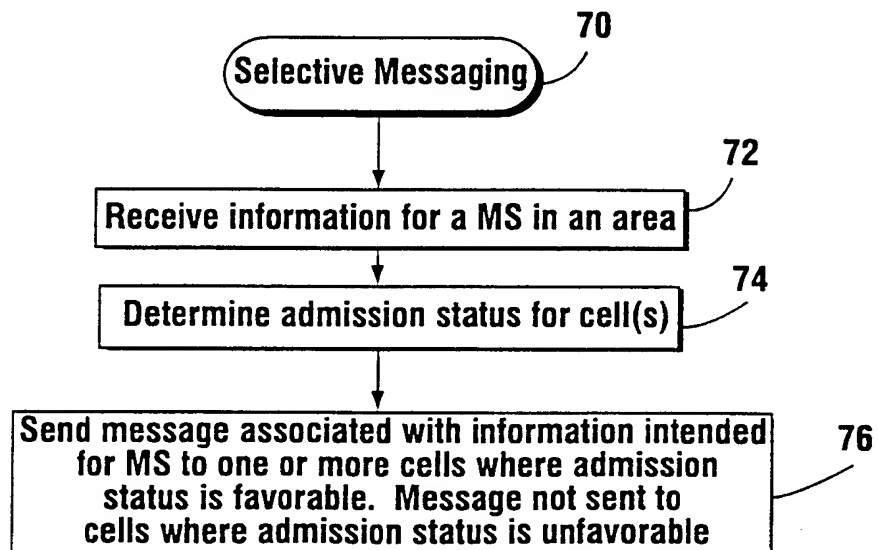 70
Selective Messaging
72
Receive information for a MS in an area
74
Determine admission status for cell(s)
76
Send message associated with information intended
for MS to one or more cells where admission
status is favorable. Message not sent to
cells where admission status is unfavorable